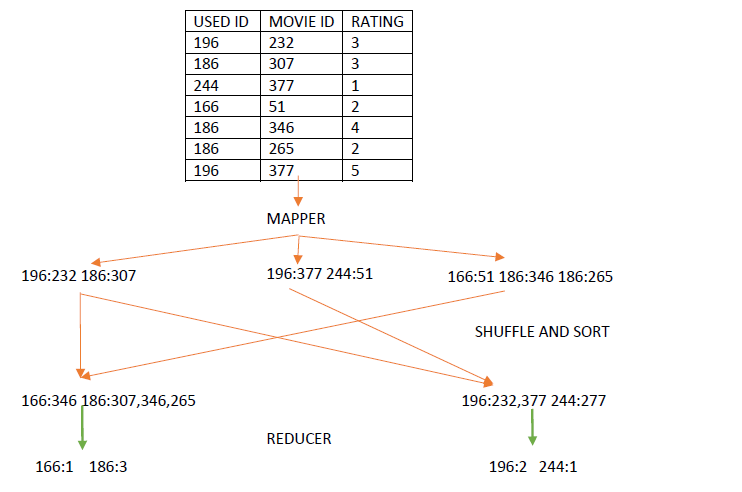 USED ID MOVIE ID RATING
196 232 3
186 307 3
244 377 1
166 51 2
186 346 4
186 265 2
196 377 5
MAPPER
196:232 186:307 196:377 244:51 166:51 186:346 186:265
SHUFFLE AND SORT
166:346 186:307,346,265 196:232,377 244:277
REDUCER
166:1 186:3 196:2 244:1